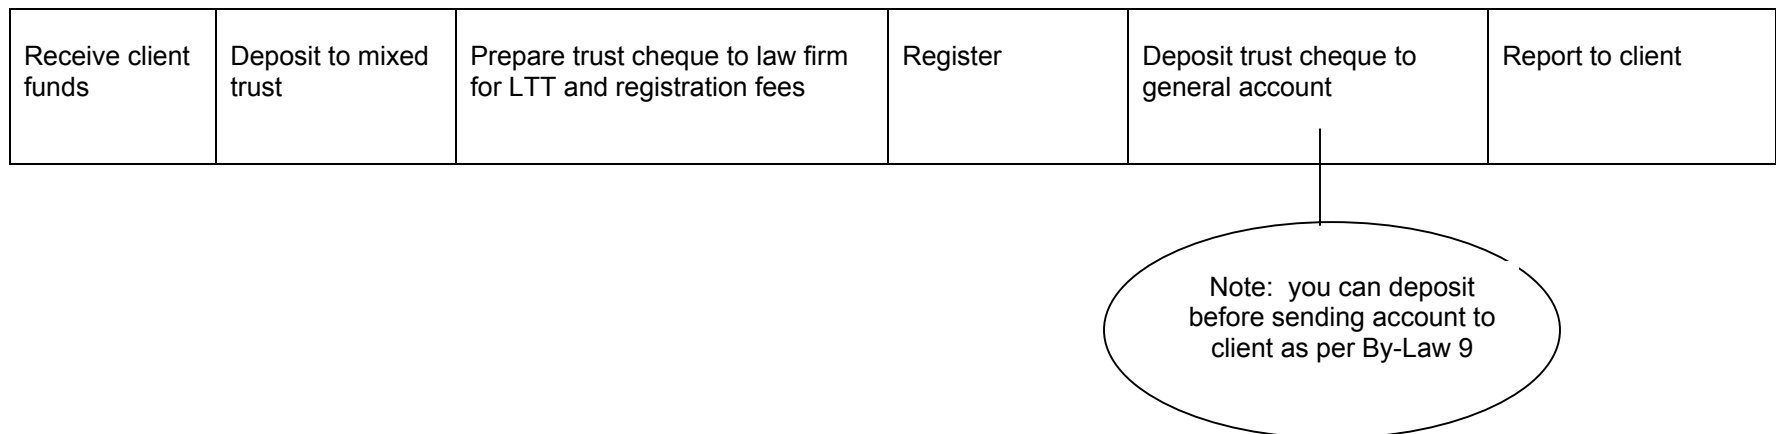 Receive client
funds
Deposit to mixed
trust
Prepare trust cheque to law firm
for LTT and registration fees
Register
Deposit trust cheque to
general account
Report to client
Note:  you can deposit
before sending account to
client as per By-Law 9